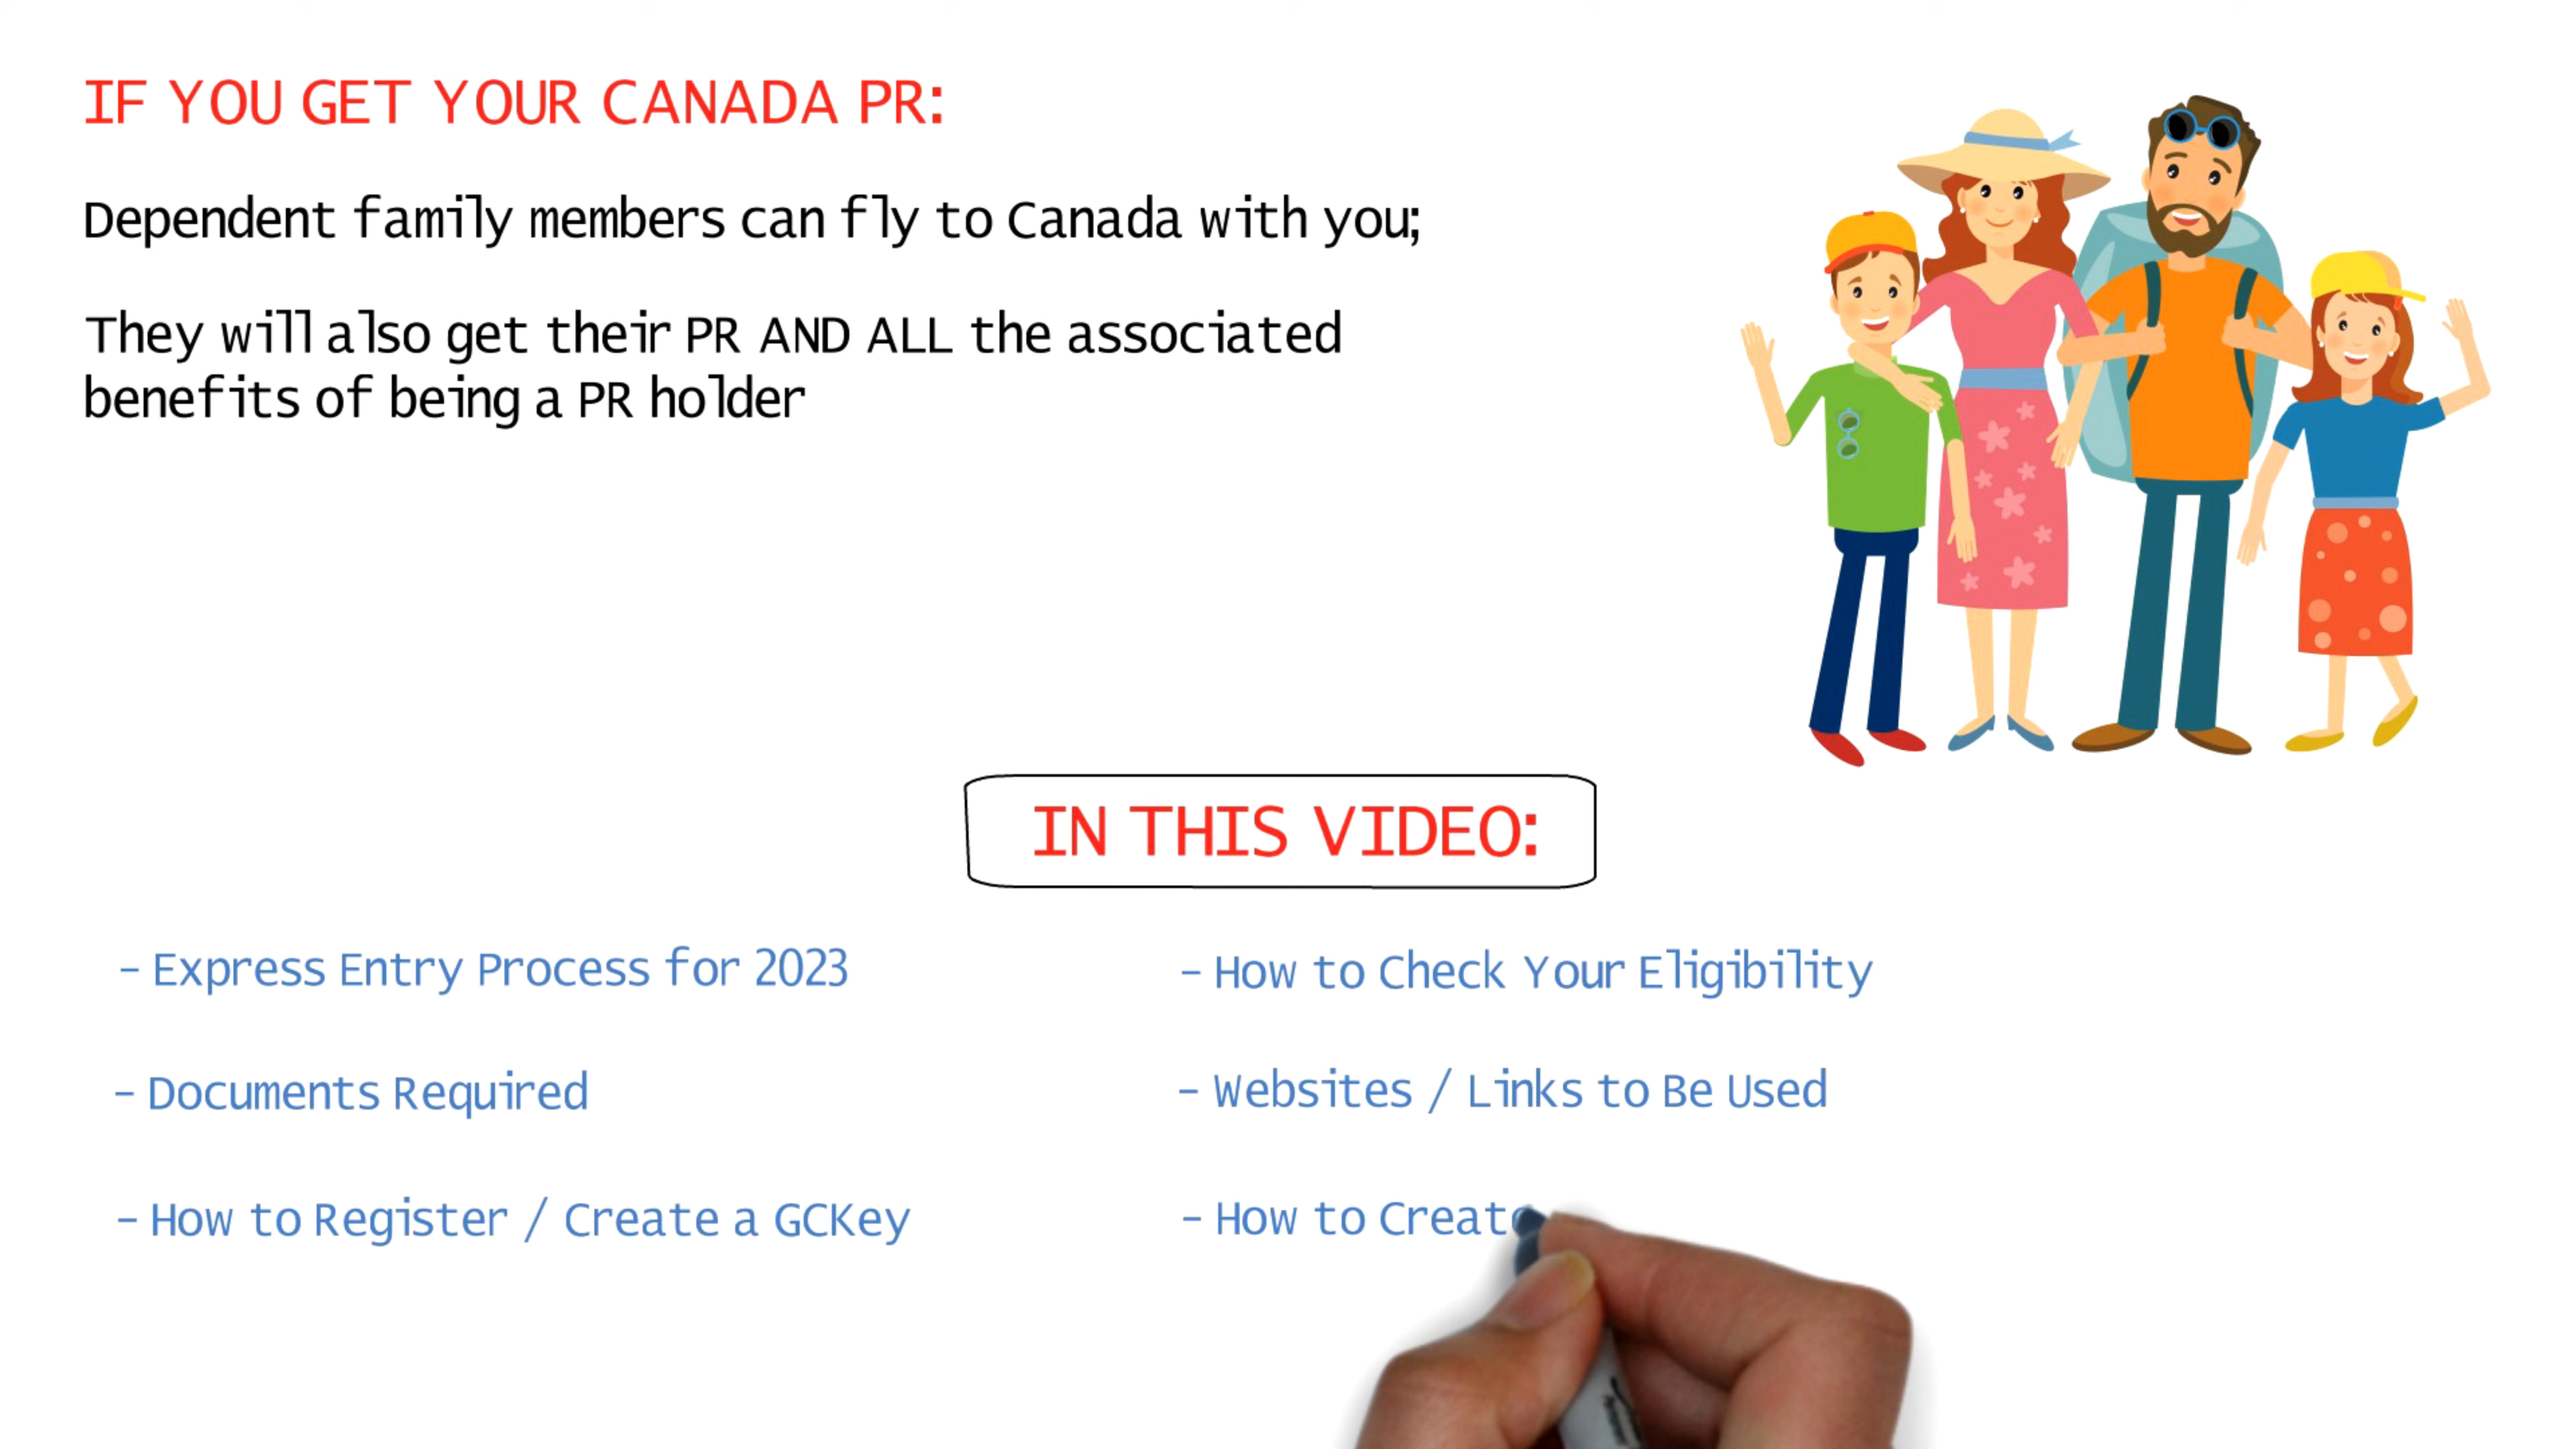 IF YOU GET YOUR CANADA PR:
Dependent family members can fly to Canada with you;
They will also get their PR AND ALL the associated
benefits of being a PR holder
IN THIS VIDEO:
- Express Entry Process for 2023
- Documents Required
- How to Register / Create a GCKey
- How to Check Your Eligibility
- Websites / Links to Be Used
- How to Create